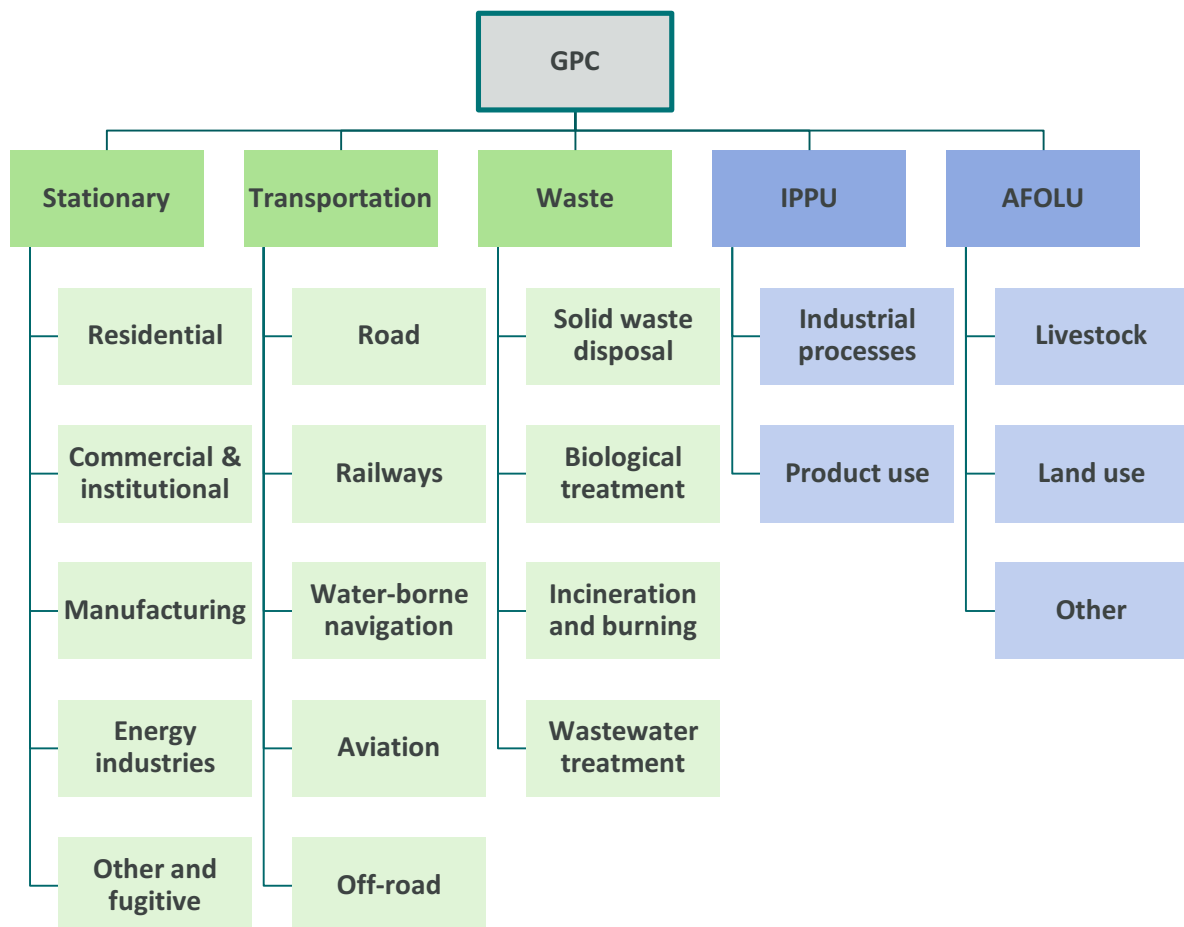 GPC
Stationary
Transportation
Waste
IPPU
AFOLU
Residential
Commercial &
institutional
Manufacturing
Energy
industries
Other and
fugitive
Road
Railways
Water-borne
navigation
Aviation
Off-road
Solid waste
disposal
Biological
treatment
Incineration
and burning
Wastewater
treatment
Industrial
processes
Product use
Livestock
Land use
Other